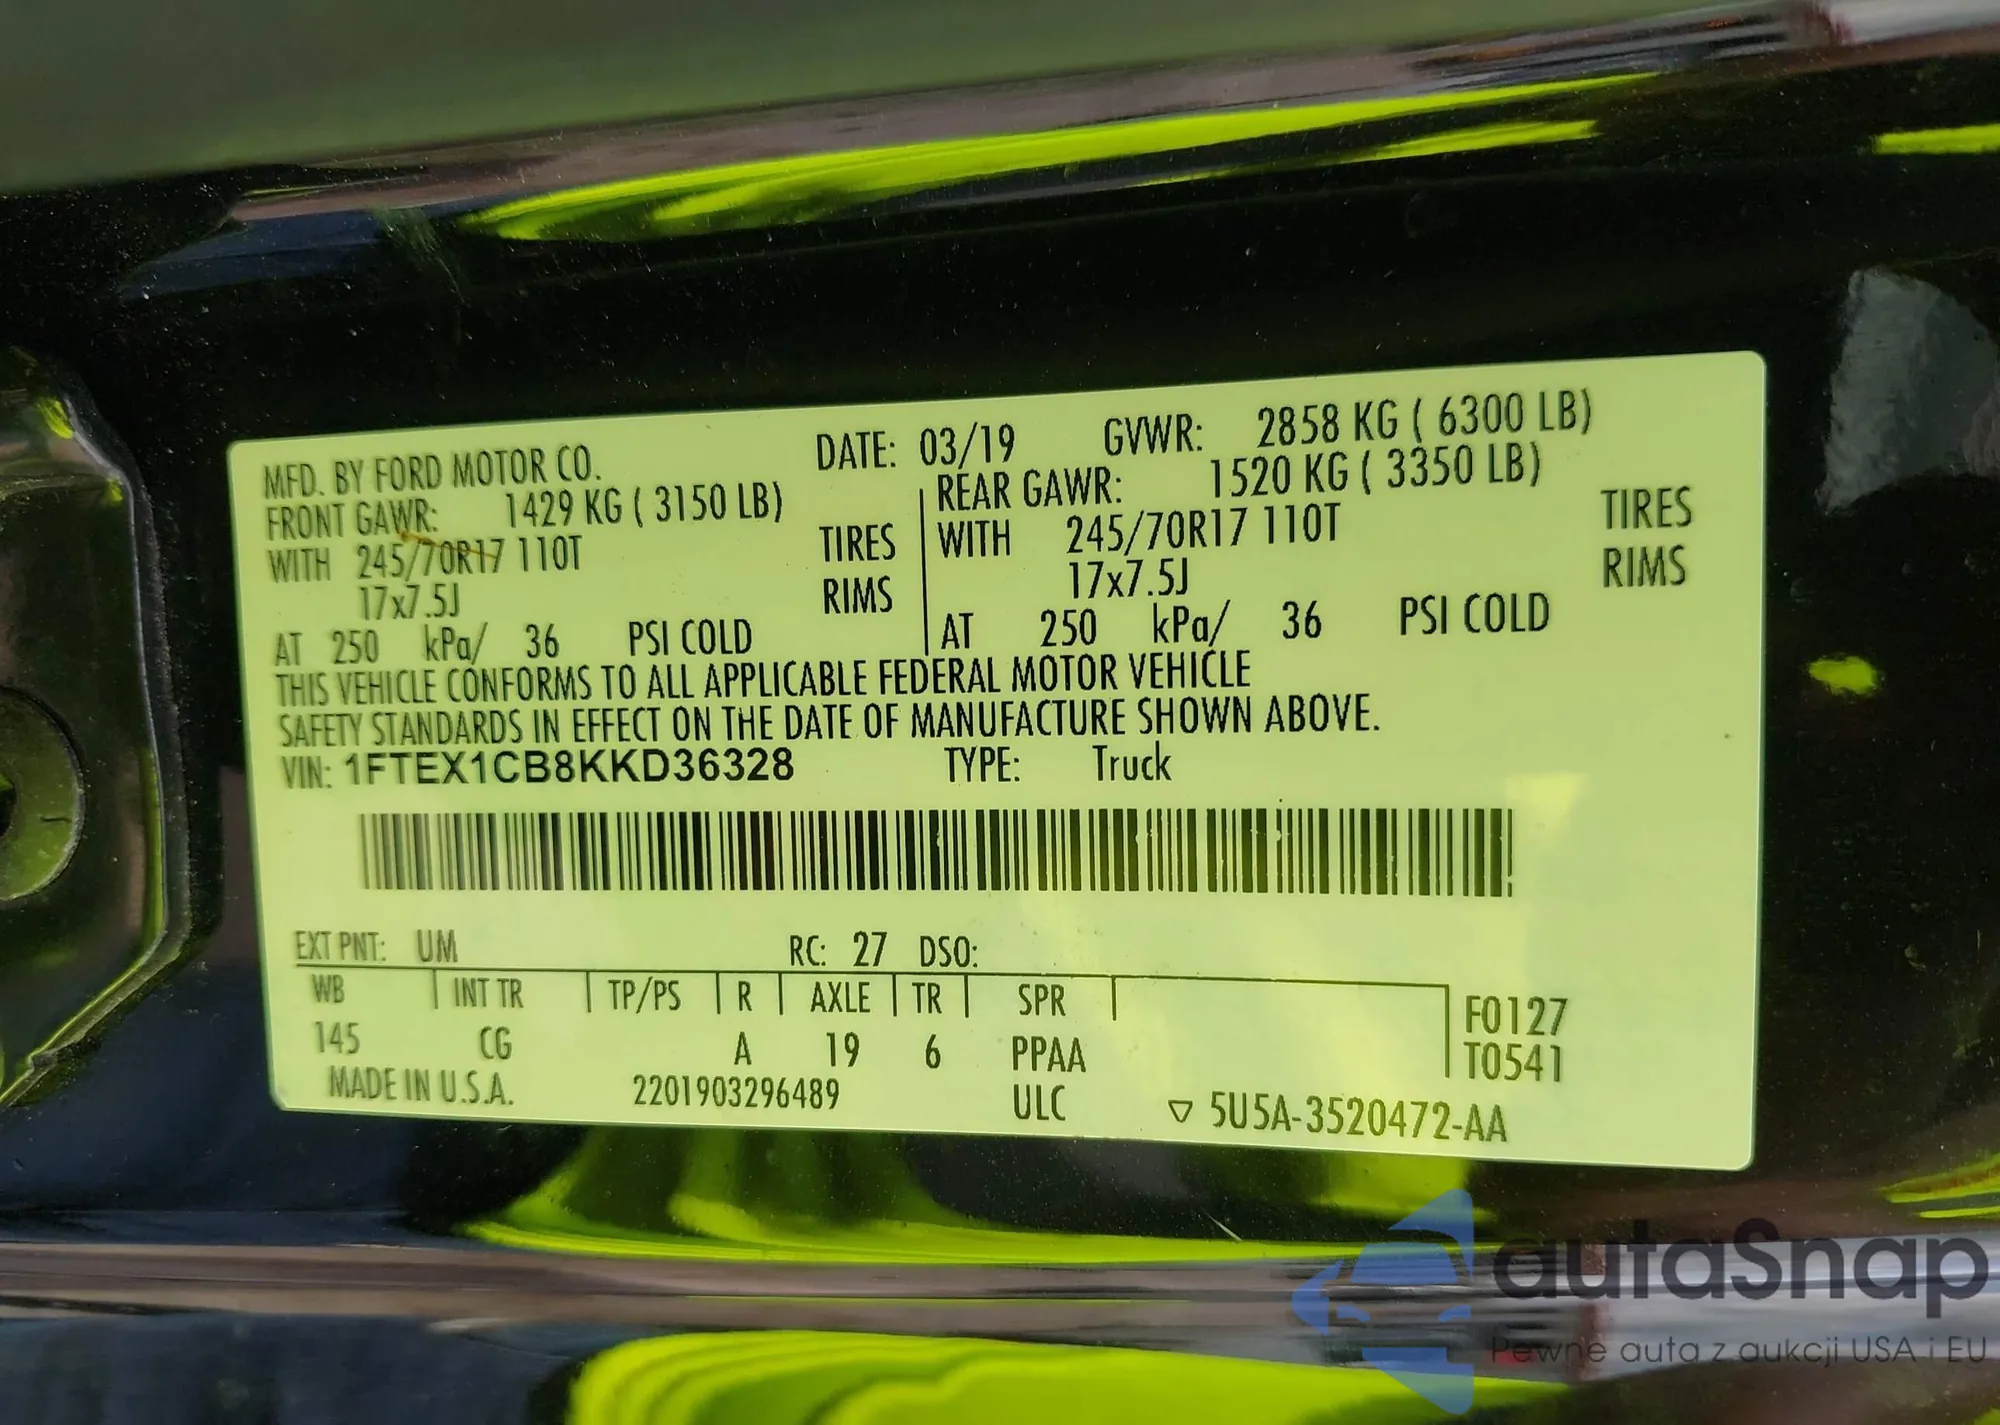 MFD. BY FORD MOTOR CO. DATE: 03/19 GVWR: 2858 KG ( 6300 LB)
FRONT GAWR: 1429 KG ( 3150 LB) REAR GAWR: 1520 KG ( 3350 LB)
WITH 245/70R17 110T TIRES WITH 245/70R17 110T TIRES
17x7.5J RIMS 17x7.5J RIMS
AT 250 kPa/ 36 PSI COLD AT 250 kPa/ 36 PSI COLD
THIS VEHICLE CONFORMS TO ALL APPLICABLE FEDERAL MOTOR VEHICLE
SAFETY STANDARDS IN EFFECT ON THE DATE OF MANUFACTURE SHOWN ABOVE.
VIN: 1FTEX1CB8KKD36328 TYPE: Truck
EXT PNT: UM RC: 27 DSO:
WB INT TR TP/PS R AXLE TR SPR F0127
145 CG A 19 6 PPAA T0541
MADE IN U.S.A. 2201903296489 ULC ▽ 5U5A-3520472-AA
autaSnap
Pewne auta z aukcji USA i EU